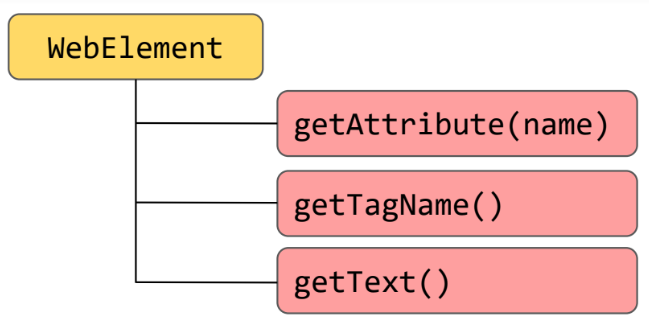 WebElement
getAttribute(name)
getTagName()
getText()